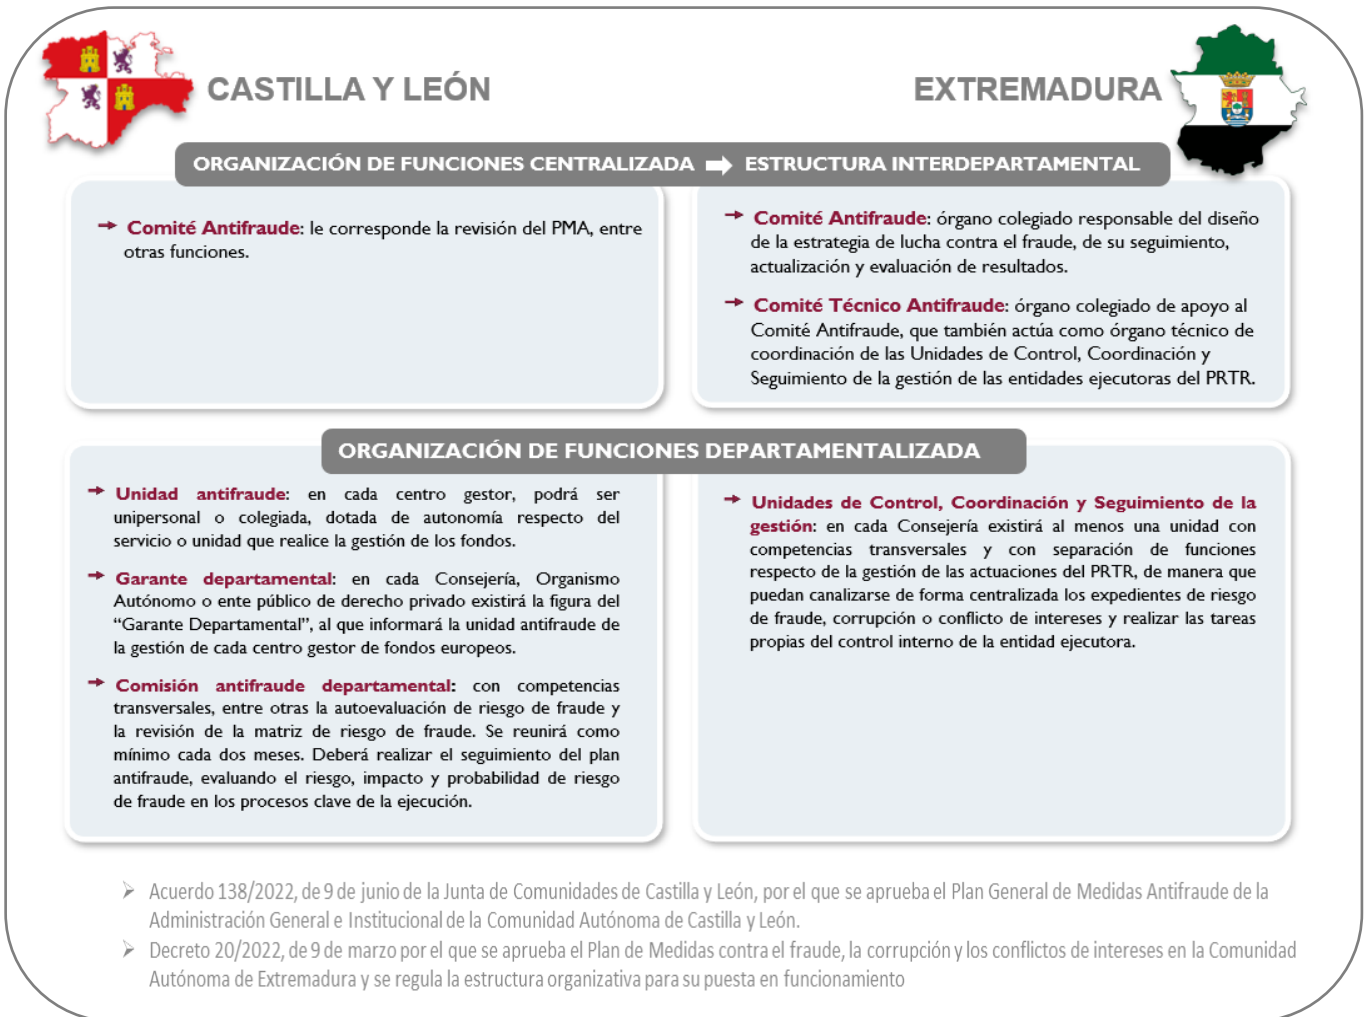 CASTILLA Y LEÓN
EXTREMADURA
ORGANIZACIÓN DE FUNCIONES CENTRALIZADA ➡ ESTRUCTURA INTERDEPARTAMENTAL
Comité Antifraude: le corresponde la revisión del PMA, entre
otras funciones.
Comité Antifraude: órgano colegiado responsable del diseño
de la estrategia de lucha contra el fraude, de su seguimiento,
actualización y evaluación de resultados.
Comité Técnico Antifraude: órgano colegiado de apoyo al
Comité Antifraude, que también actúa como órgano técnico de
coordinación de las Unidades de Control, Coordinación y
Seguimiento de la gestión de las entidades ejecutoras del PRTR.
ORGANIZACIÓN DE FUNCIONES DEPARTAMENTALIZADA
Unidad antifraude: en cada centro gestor, podrá ser
unipersonal o colegiada, dotada de autonomía respecto del
servicio o unidad que realice la gestión de los fondos.
Garante departamental: en cada Consejería, Organismo
Autónomo o ente público de derecho privado existirá la figura del
“Garante Departamental”, al que informará la unidad antifraude de
la gestión de cada centro gestor de fondos europeos.
Comisión antifraude departamental: con competencias
transversales, entre otras la autoevaluación de riesgo de fraude y
la revisión de la matriz de riesgo de fraude. Se reunirá como
mínimo cada dos meses. Deberá realizar el seguimiento del plan
antifraude, evaluando el riesgo, impacto y probabilidad de riesgo
de fraude en los procesos clave de la ejecución.
Unidades de Control, Coordinación y Seguimiento de la
gestión: en cada Consejería existirá al menos una unidad con
competencias transversales y con separación de funciones
respecto de la gestión de las actuaciones del PRTR, de manera que
puedan canalizarse de forma centralizada los expedientes de riesgo
de fraude, corrupción o conflicto de intereses y realizar las tareas
propias del control interno de la entidad ejecutora.
Acuerdo 138/2022, de 9 de junio de la Junta de Comunidades de Castilla y León, por el que se aprueba el Plan General de Medidas Antifraude de la
Administración General e Institucional de la Comunidad Autónoma de Castilla y León.
Decreto 20/2022, de 9 de marzo por el que se aprueba el Plan de Medidas contra el fraude, la corrupción y los conflictos de intereses en la Comunidad
Autónoma de Extremadura y se regula la estructura organizativa para su puesta en funcionamiento